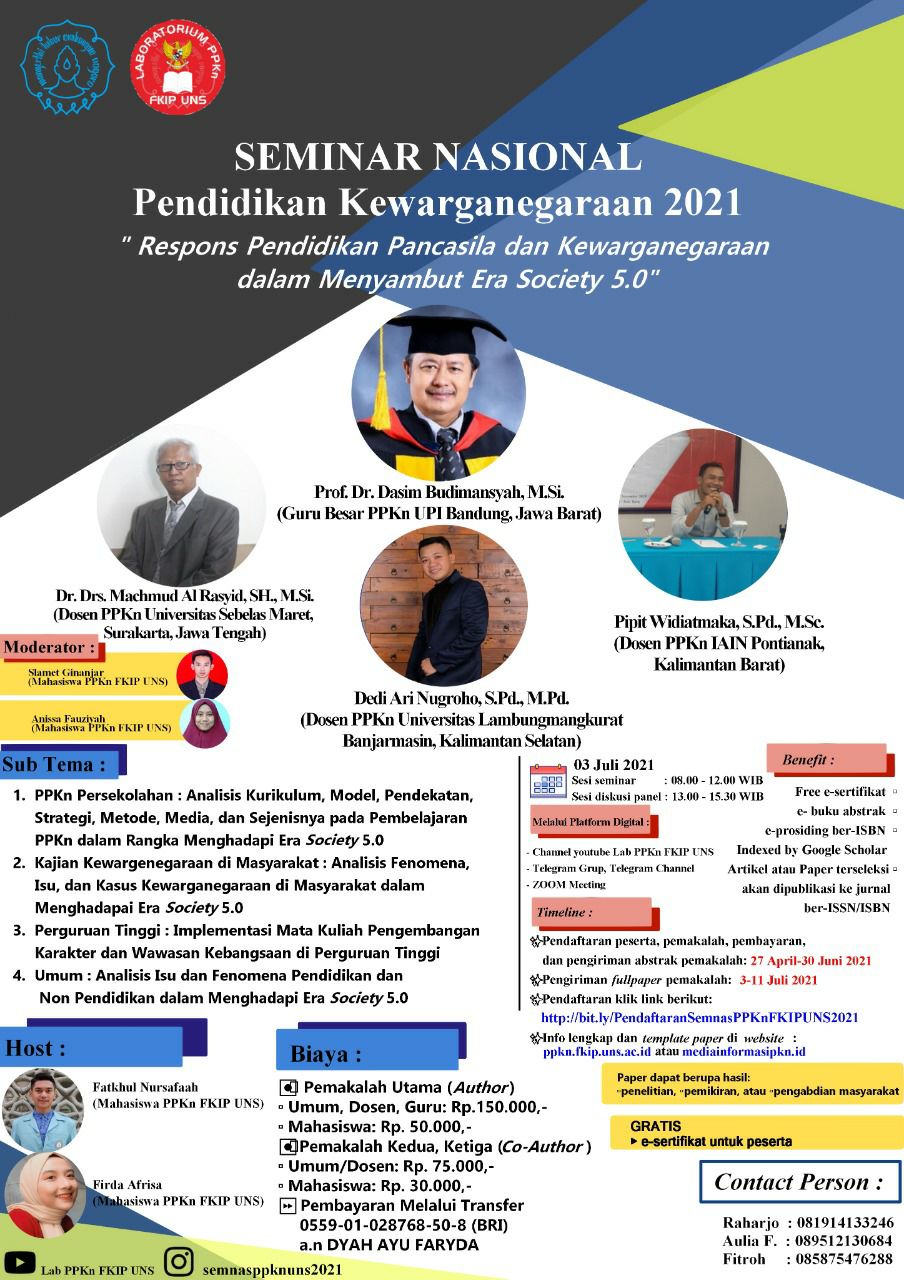 LABORATORIUM PPKn
FKIP UNS
SEMINAR NASIONAL
Pendidikan Kewarganegaraan 2021
" Respons Pendidikan Pancasila dan Kewarganegaraan
dalam Menyambut Era Society 5.0"
Prof. Dr. Dasim Budimansyah, M.Si.
(Guru Besar PPKn UPI Bandung, Jawa Barat)
Dr. Drs. Machmud Al Rasyid, SH., M.Si.
(Dosen PPKn Universitas Sebelas Maret,
Surakarta, Jawa Tengah)
Pipit Widiatmaka, S.Pd., M.Sc.
(Dosen PPKn IAIN Pontianak,
Kalimantan Barat)
Dedi Ari Nugroho, S.Pd., M.Pd.
(Dosen PPKn Universitas Lambungmangkurat
Banjarmasin, Kalimantan Selatan)
Moderator :
Slamet Ginanjar
(Mahasiswa PPKn FKIP UNS)
Anissa Fauziyah
(Mahasiswa PPKn FKIP UNS)
Sub Tema :
1. PPKn Persekolahan : Analisis Kurikulum, Model, Pendekatan,
Strategi, Metode, Media, dan Sejenisnya pada Pembelajaran
PPKn dalam Rangka Menghadapi Era Society 5.0
2. Kajian Kewargenegaraan di Masyarakat : Analisis Fenomena,
Isu, dan Kasus Kewarganegaraan di Masyarakat dalam
Menghadapai Era Society 5.0
3. Perguruan Tinggi : Implementasi Mata Kuliah Pengembangan
Karakter dan Wawasan Kebangsaan di Perguruan Tinggi
4. Umum : Analisis Isu dan Fenomena Pendidikan dan
Non Pendidikan dalam Menghadapi Era Society 5.0
03 Juli 2021
Sesi seminar : 08.00 - 12.00 WIB
Sesi diskusi panel : 13.00 - 15.30 WIB
Melalui Platform Digital :
- Channel youtube Lab PPKn FKIP UNS
- Telegram Grup, Telegram Channel
- ZOOM Meeting
Benefit :
Free e-sertifikat
e- buku abstrak
e-prosiding ber-ISBN
Indexed by Google Scholar
Artikel atau Paper terseleksi
akan dipublikasi ke jurnal
ber-ISSN/ISBN
Timeline :
Pendaftaran peserta, pemakalah, pembayaran,
dan pengiriman abstrak pemakalah: 27 April-30 Juni 2021
Pengiriman fullpaper pemakalah: 3-11 Juli 2021
Pendaftaran klik link berikut:
http://bit.ly/PendaftaranSemnasPPKnFKIPUNS2021
Info lengkap dan template paper di website :
ppkn.fkip.uns.ac.id atau mediainformasipkn.id
Paper dapat berupa hasil:
penelitian, pemikiran, atau pengabdian masyarakat
GRATIS
e-sertifikat untuk peserta
Host :
Fatkhul Nursafaah
(Mahasiswa PPKn FKIP UNS)
Firda Afrisa
(Mahasiswa PPKn FKIP UNS)
Biaya :
Pemakalah Utama (Author)
Umum, Dosen, Guru: Rp.150.000,-
Mahasiswa: Rp. 50.000,-
Pemakalah Kedua, Ketiga (Co-Author )
Umum/Dosen: Rp. 75.000,-
Mahasiswa: Rp. 30.000,-
Pembayaran Melalui Transfer
0559-01-028768-50-8 (BRI)
a.n DYAH AYU FARYDA
Contact Person :
Raharjo : 081914133246
Aulia F. : 089512130684
Fitroh : 085875476288
Lab PPKn FKIP UNS
semnasppknuns2021